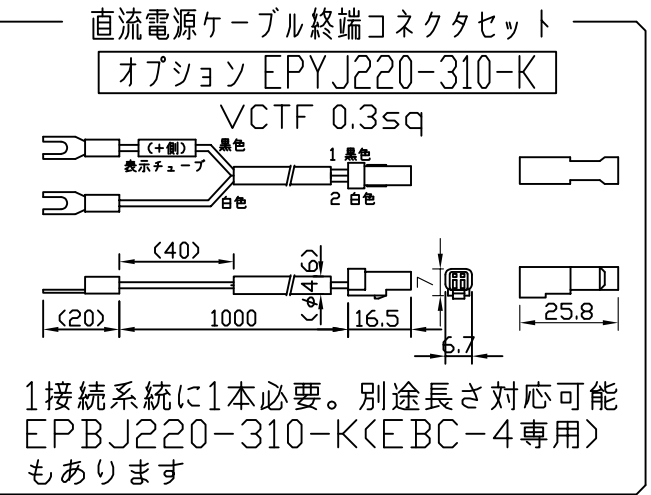 直流電源ケーブル終端コネクタセット
オプション EPYJ220-310-K
VCTF 0.3sq
(+側) 黒色
表示チューブ
白色
1 黒色
2 白色
(40)
(φ4.6)
7
(20)
1000
16.5
6.7
25.8
1接続系統に1本必要。別途長さ対応可能
EPBJ220-310-K(EBC-4専用)
もあります